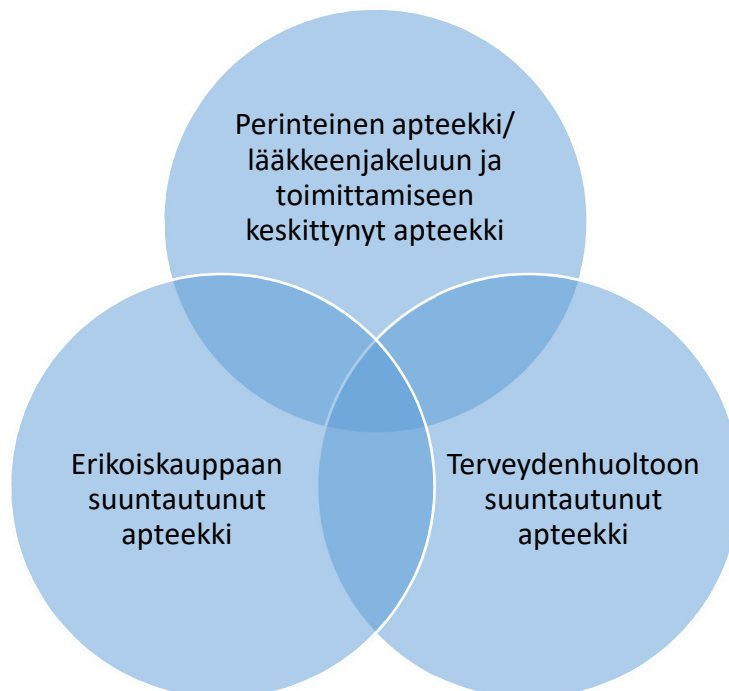 Perinteinen apteekki/
lääkkeenjakeluun ja
toimittamiseen
keskittynyt apteekki
Erikoiskauppaan
suuntautunut
apteekki
Terveydenhuoltoon
suuntautunut
apteekki